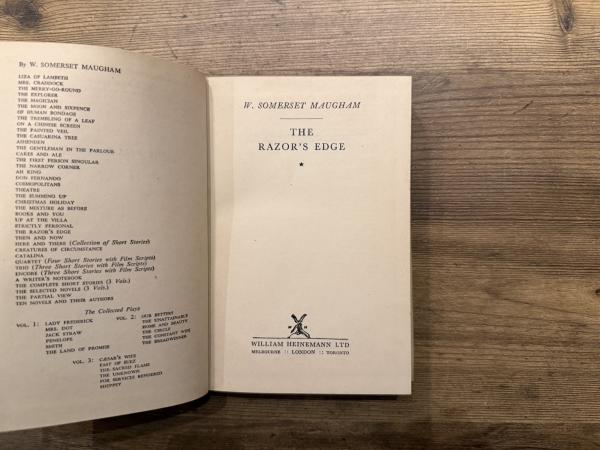 By W. SOMERSET MAUGHAM
LIZA OF LAMBETH
MRS. CRADDOCK
THE MERRY-GO-ROUND
THE EXPLORER
THE MAGICIAN
THE MOON AND SIXPENCE
OF HUMAN BONDAGE
THE TREMBLING OF A LEAF
ON A CHINESE SCREEN
THE PAINTED VEIL
THE CASUARINA TREE
ASHENDEN
THE GENTLEMAN IN THE PARLOUR
CAKES AND ALE
THE FIRST PERSON SINGULAR
THE NARROW CORNER
AH KING
DON FERNANDO
COSMOPOLITANS
THEATRE
THE SUMMING UP
CHRISTMAS HOLIDAY
THE MIXTURE AS BEFORE
BOOKS AND YOU
UP AT THE VILLA
STRICTLY PERSONAL
THE RAZOR'S EDGE
THEN AND NOW
HERE AND THERE (Collection of Short Stories)
CREATURES OF CIRCUMSTANCE
CATALINA
QUARTET (Four Short Stories with Film Scripts)
TRIO (Three Short Stories with Film Scripts)
ENCORE (Three Short Stories with Film Scripts)
A WRITER'S NOTEBOOK
THE COMPLETE SHORT STORIES (3 Vols.)
THE SELECTED NOVELS (3 Vols.)
THE PARTIAL VIEW
TEN NOVELS AND THEIR AUTHORS
The Collected Plays
VOL. 1: LADY FREDERICK
MRS. DOT
JACK STRAW
PENELOPE
SMITH
THE LAND OF PROMISE
VOL. 2: OUR BETTERS
THE UNATTAINABLE
HOME AND BEAUTY
THE CIRCLE
THE CONSTANT WIFE
THE BREADWINNER
VOL. 3: CÆSAR'S WIFE
EAST OF SUEZ
THE SACRED FLAME
THE UNKNOWN
FOR SERVICES RENDERED
SHEPPEY
W. SOMERSET MAUGHAM
THE
RAZOR'S EDGE
WILLIAM HEINEMANN LTD
MELBOURNE :: LONDON :: TORONTO